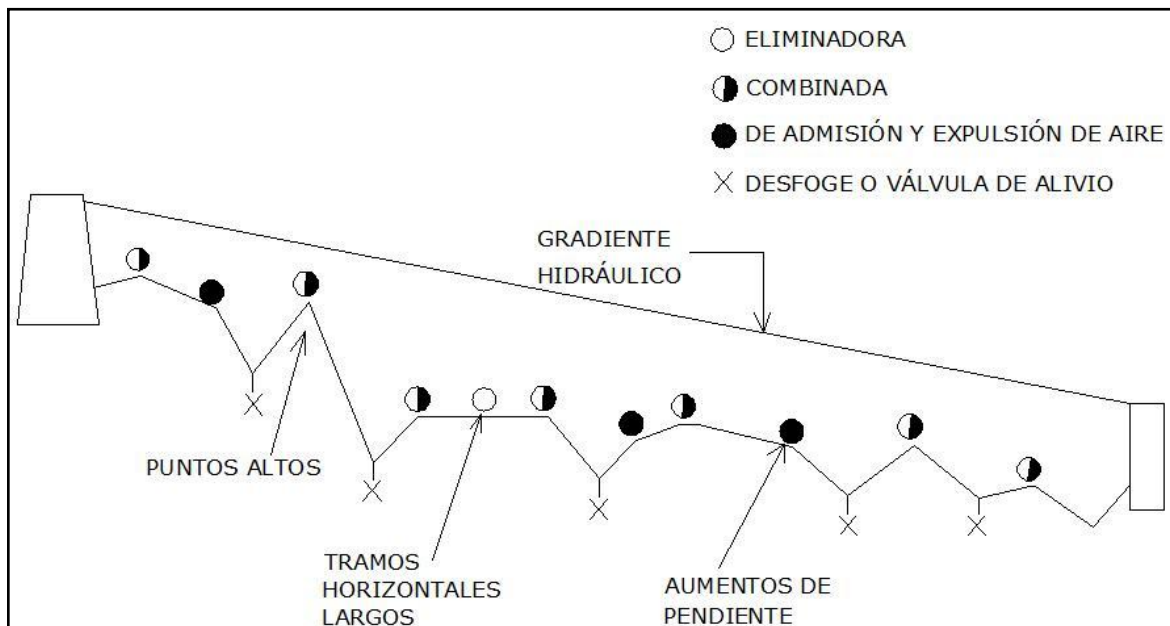 ELIMINADORA
COMBINADA
DE ADMISIÓN Y EXPULSIÓN DE AIRE
DESFOGE O VÁLVULA DE ALIVIO
GRADIENTE
HIDRÁULICO
PUNTOS ALTOS
TRAMOS
HORIZONTALES
LARGOS
AUMENTOS DE
PENDIENTE